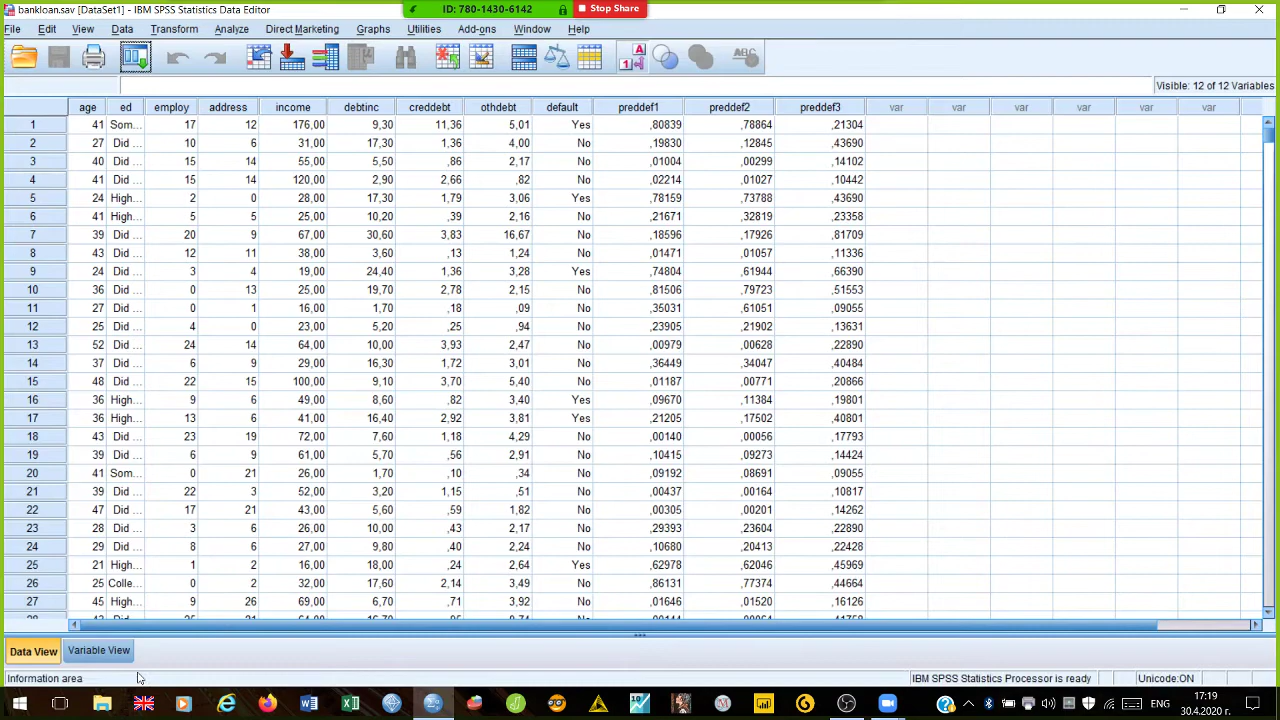 bankloan.sav [DataSet1] - IBM SPSS Statistics Data Editor
ID: 780-1430-6142
Stop Share
File Edit View Data Transform Analyze Direct Marketing Graphs Utilities Add-ons Window Help
Visible: 12 of 12 Variables
age ed employ address income debtinc creddebt othdebt default preddef1 preddef2 preddef3 var var var var var var
1 41 Som... 17 12 176,00 9,30 11,36 5,01 Yes ,80839 ,78864 ,21304
2 27 Did ... 10 6 31,00 17,30 1,36 4,00 No ,19830 ,12845 ,43690
3 40 Did ... 15 14 55,00 5,50 ,86 2,17 No ,01004 ,00299 ,14102
4 41 Did ... 15 14 120,00 2,90 2,66 ,82 No ,02214 ,01027 ,10442
5 24 High... 2 0 28,00 17,30 1,79 3,06 Yes ,78159 ,73788 ,43690
6 41 High... 5 5 25,00 10,20 ,39 2,16 No ,21671 ,32819 ,23358
7 39 Did ... 20 9 67,00 30,60 3,83 16,67 No ,18596 ,17926 ,81709
8 43 Did ... 12 11 38,00 3,60 ,13 1,24 No ,01471 ,01057 ,11336
9 24 High... 3 4 19,00 24,40 1,36 3,28 Yes ,74804 ,61944 ,66390
10 36 Did ... 0 13 25,00 19,70 2,78 2,15 No ,81506 ,79723 ,51553
11 27 Did ... 0 1 16,00 1,70 ,18 ,09 No ,35031 ,61051 ,09055
12 25 Did ... 4 0 23,00 5,20 ,25 ,94 No ,23905 ,21902 ,13631
13 52 Did ... 24 14 64,00 10,00 3,93 2,47 No ,00979 ,00628 ,22890
14 37 Did ... 6 9 29,00 16,30 1,72 3,01 No ,36449 ,34047 ,40484
15 48 Did ... 22 15 100,00 9,10 3,70 5,40 No ,01187 ,00771 ,20866
16 36 High... 9 6 49,00 8,60 ,82 3,40 Yes ,09670 ,11384 ,19801
17 36 High... 13 6 41,00 16,40 2,92 3,81 Yes ,21205 ,17502 ,40801
18 43 Did ... 23 19 72,00 7,60 1,18 4,29 No ,00140 ,00056 ,17793
19 39 Did ... 6 9 61,00 5,70 ,56 2,91 No ,10415 ,09273 ,14424
20 41 Som... 0 21 26,00 1,70 ,10 ,34 No ,09192 ,08691 ,09055
21 39 Did ... 22 3 52,00 3,20 1,15 ,51 No ,00437 ,00164 ,10817
22 47 Did ... 17 21 43,00 5,60 ,59 1,82 No ,00305 ,00201 ,14262
23 28 Did ... 3 6 26,00 10,00 ,43 2,17 No ,29393 ,23604 ,22890
24 29 Did ... 8 6 27,00 9,80 ,40 2,24 No ,10680 ,20413 ,22428
25 21 High... 1 2 16,00 18,00 ,24 2,64 Yes ,62978 ,62046 ,45969
26 25 Colle... 0 2 32,00 17,60 2,14 3,49 No ,86131 ,77374 ,44664
27 45 High... 9 26 69,00 6,70 ,71 3,92 No ,01646 ,01520 ,16126
Data View Variable View
Information area
IBM SPSS Statistics Processor is ready
Unicode:ON
17:19
30.4.2020 г.